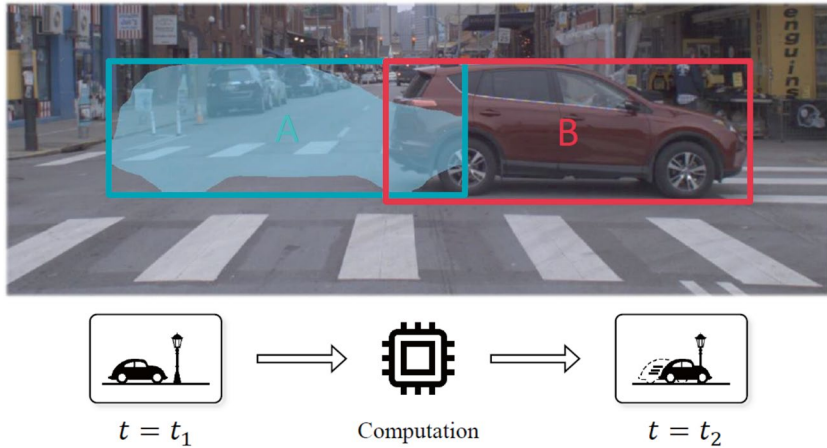 enguins
A
B
t = t₁
Computation
t = t₂